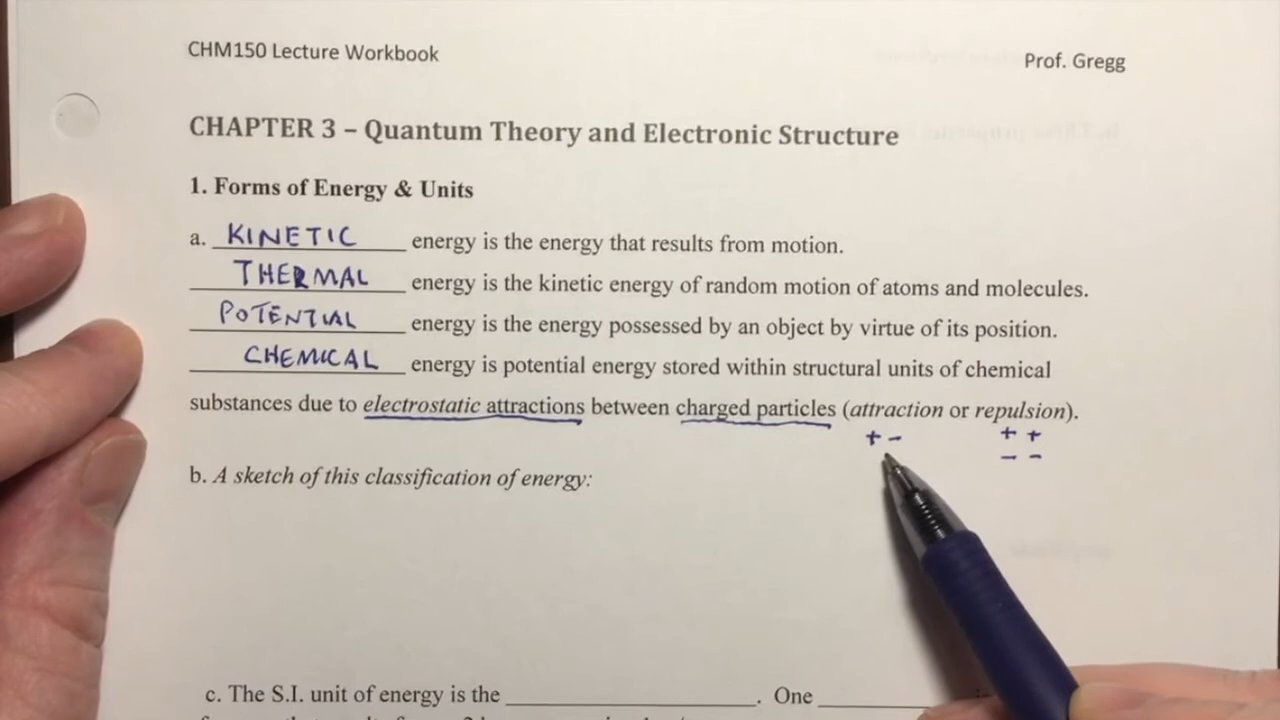 CHM150 Lecture Workbook Prof. Gregg
CHAPTER 3 – Quantum Theory and Electronic Structure
1. Forms of Energy & Units
a. KINETIC energy is the energy that results from motion.
THERMAL energy is the kinetic energy of random motion of atoms and molecules.
POTENTIAL energy is the energy possessed by an object by virtue of its position.
CHEMICAL energy is potential energy stored within structural units of chemical
substances due to electrostatic attractions between charged particles (attraction or repulsion).
+ - + +
- -
b. A sketch of this classification of energy:
c. The S.I. unit of energy is the ____________. One ____________